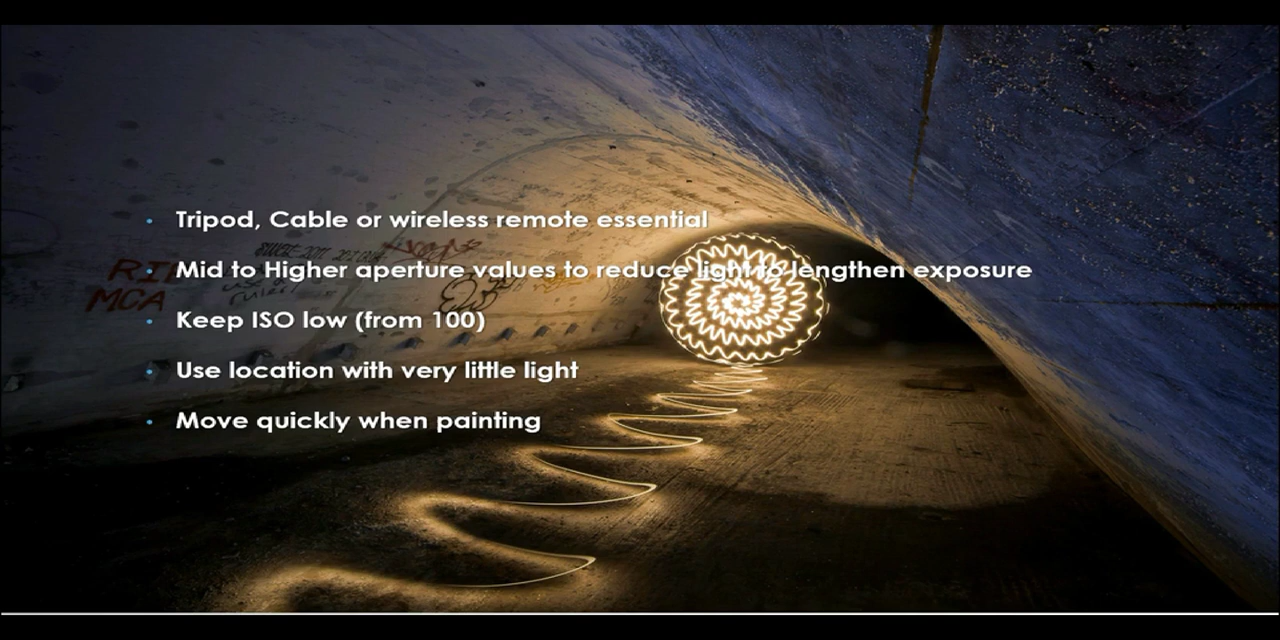 Tripod, Cable or wireless remote essential
Mid to Higher aperture values to reduce light to lengthen exposure
Keep ISO low (from 100)
Use location with very little light
Move quickly when painting
MCA